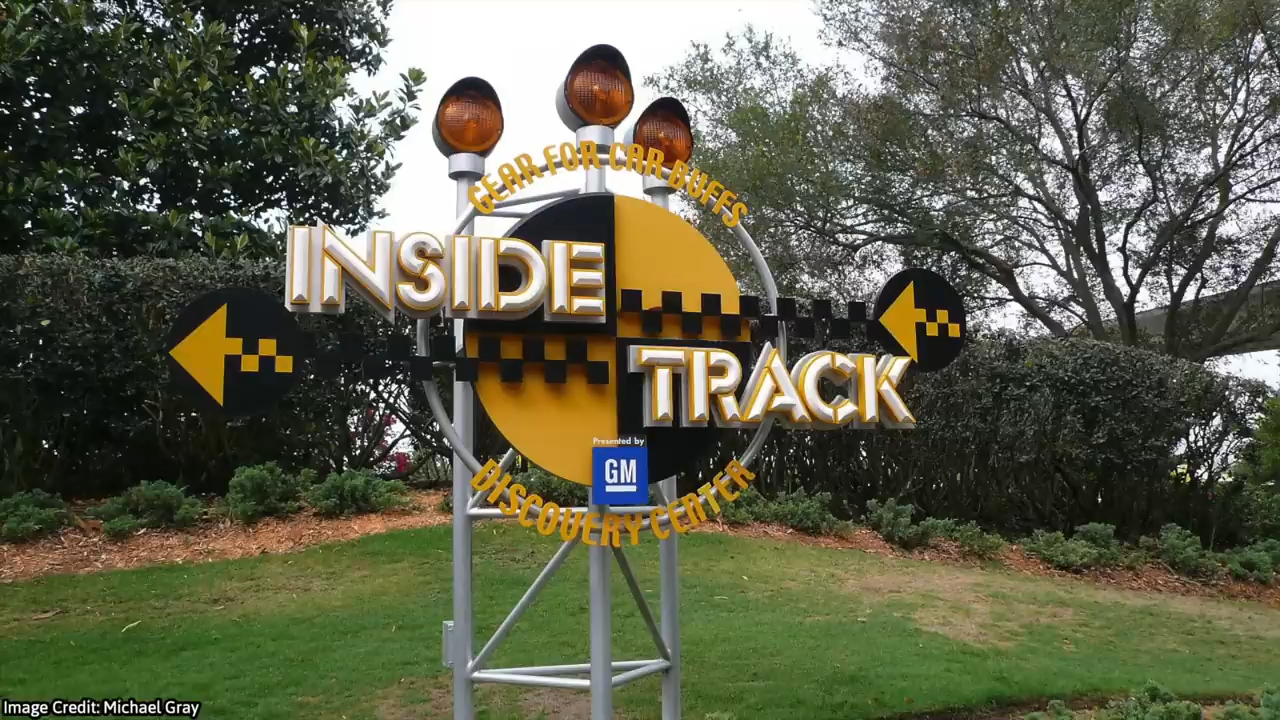 GEAR FOR CAR BUFFS
INSIDE
TRACK
Presented by
GM
DISCOVERY CENTER
Image Credit: Michael Gray